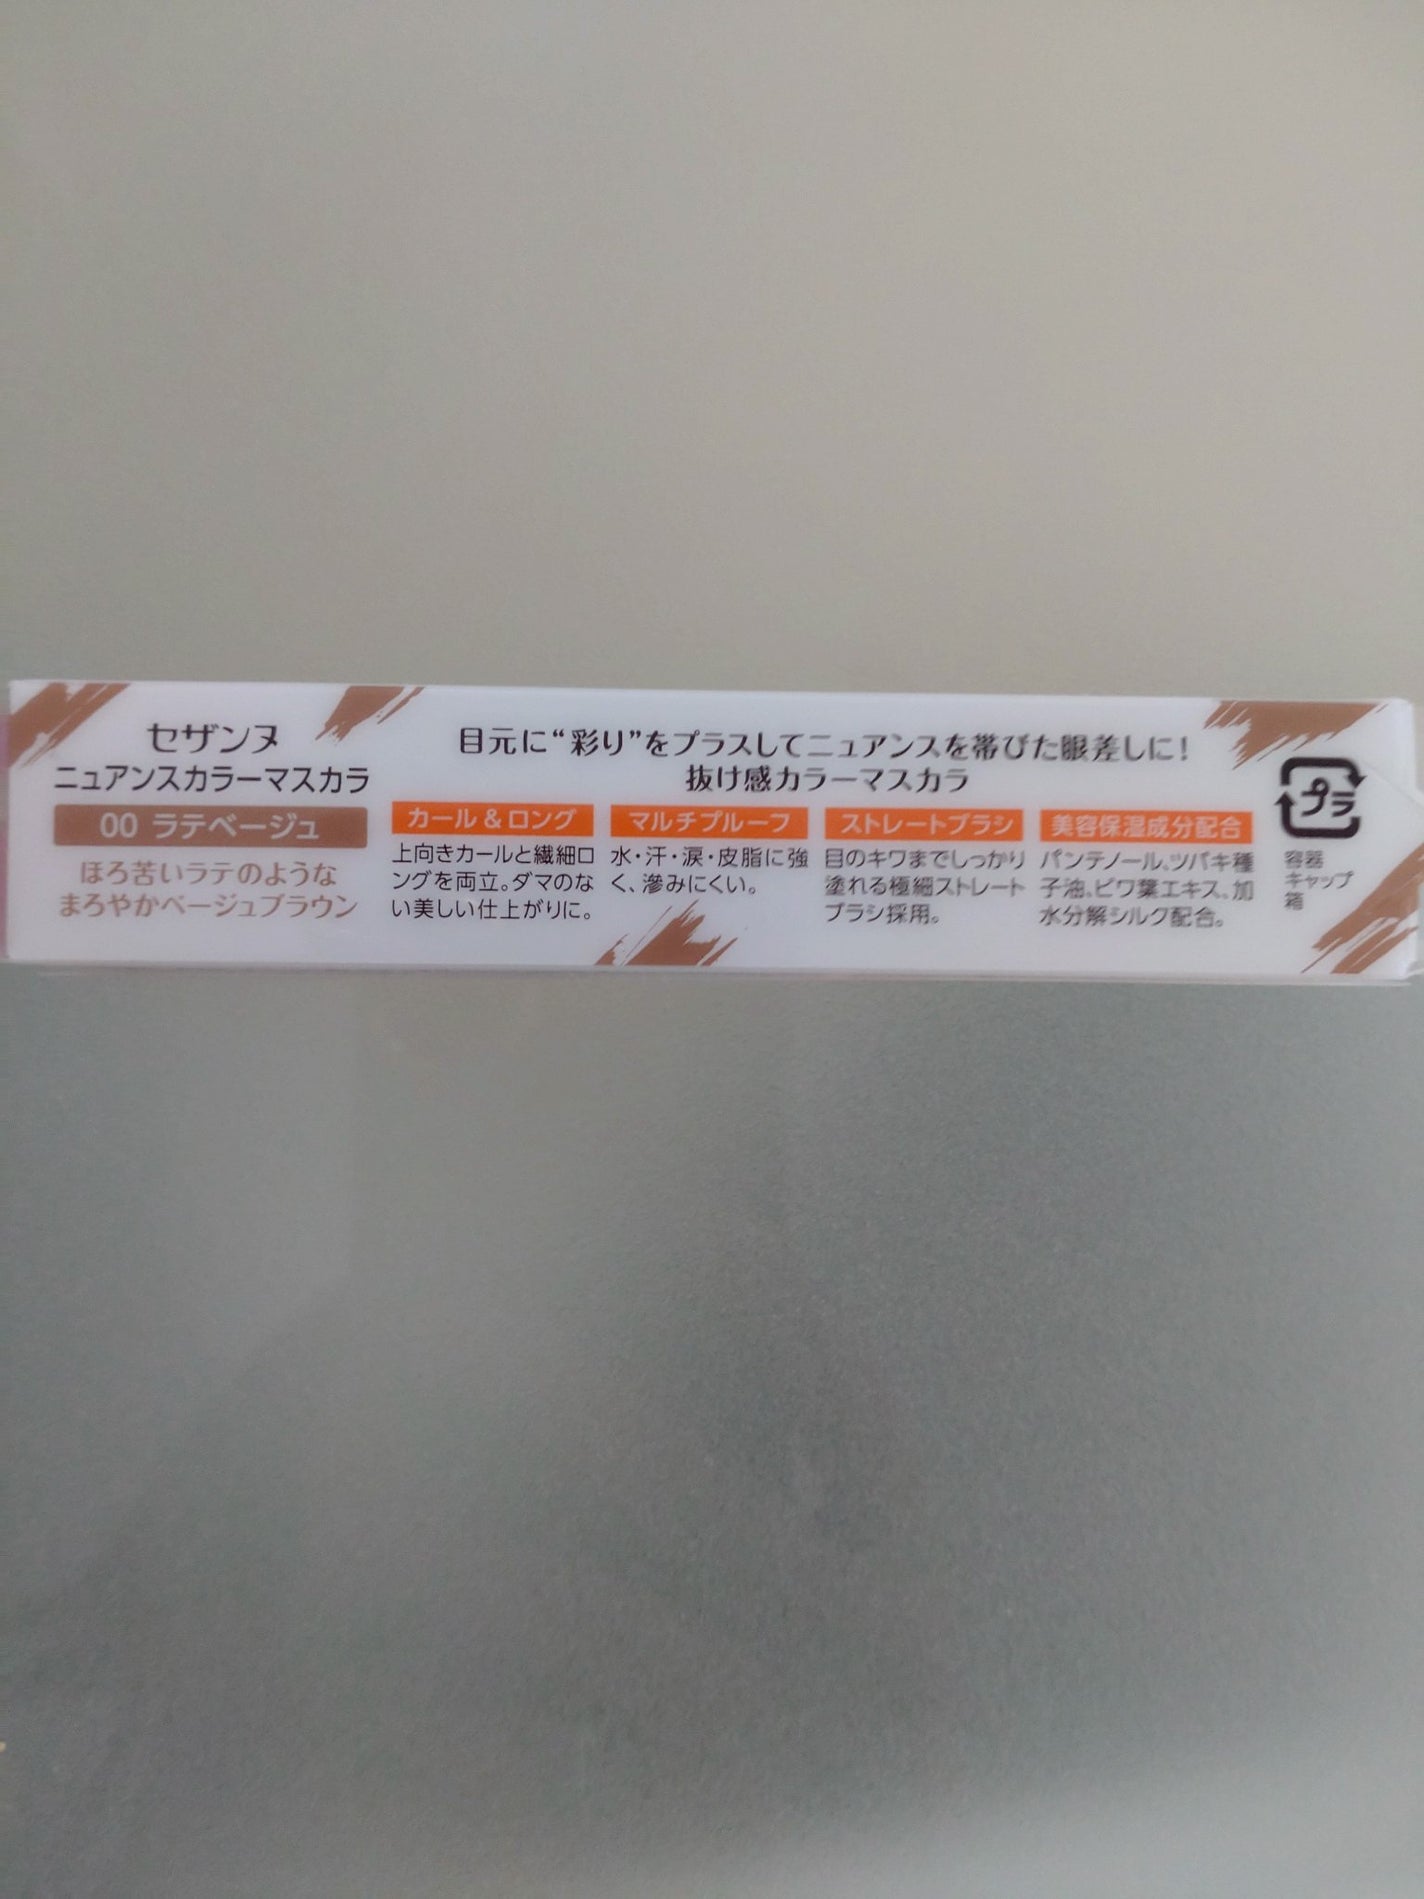 セザンヌ
ニュアンスカラーマスカラ
00 ラテベージュ
ほろ苦いラテのような
まろやかベージュブラウン
目元に“彩り”をプラスしてニュアンスを帯びた眼差しに！
抜け感カラーマスカラ
カール&ロング
上向きカールと繊細ロ
ングを両立。ダマのな
い美しい仕上がりに。
マルチプルーフ
水・汗・涙・皮脂に強
く、滲みにくい。
ストレートブラシ
目のキワまでしっかり
塗れる極細ストレート
ブラシ採用。
美容保湿成分配合
パンテノール、ツバキ種
子油、ビワ葉エキス、加
水分解シルク配合。
プラ
容器
キャップ
箱